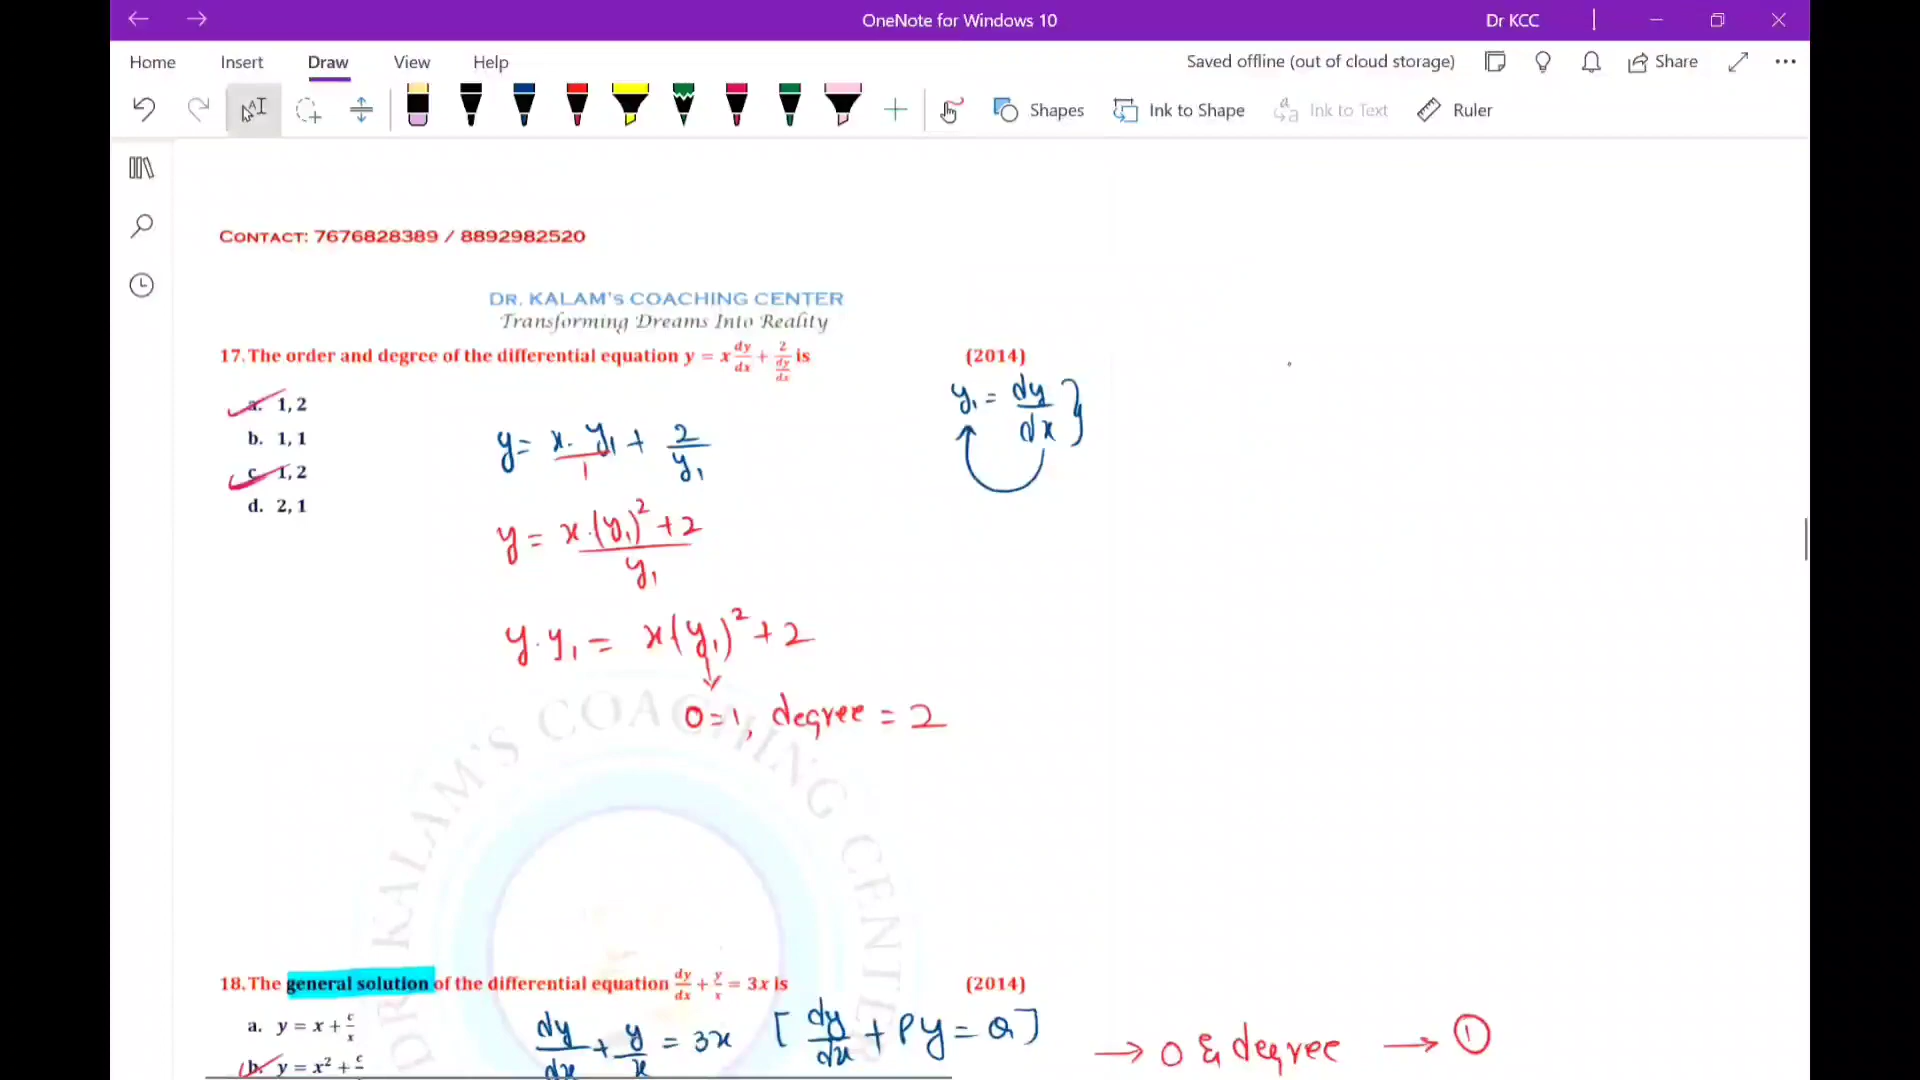 OneNote for Windows 10
Dr KCC
Home Insert Draw View Help
Saved offline (out of cloud storage)
Share
Shapes
Ink to Shape
Ink to Text
Ruler
CONTACT: 7676828389 / 8892982520
DR. KALAM'S COACHING CENTER
Transforming Dreams Into Reality
17. The order and degree of the differential equation y = x dy/dx + 2/(dy/dx) is (2014)
a. 1, 2
b. 1, 1
c. 1, 2
d. 2, 1
y₁ = dy/dx }
y = x·y₁/1 + 2/y₁
y = (x·(y₁)² + 2)/y₁
y·y₁ = x(y₁)² + 2
O=1, degree = 2
DR. KALAM'S COACHING CENTER
18. The general solution of the differential equation dy/dx + y/x = 3x is (2014)
a. y = x + c/x
b. y = x² + c/
dy/dx + y/x = 3x [dy/dx + Py = Q]
→ O & degree → ①